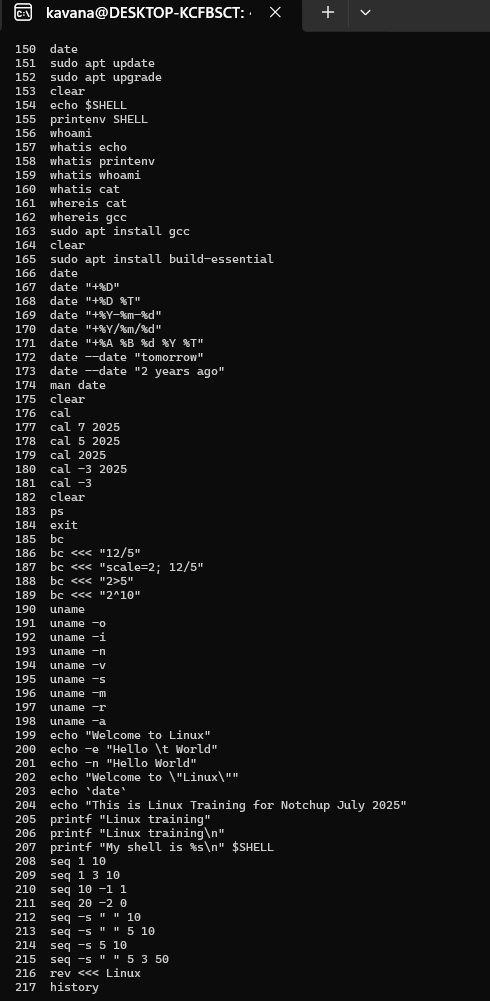 kavana@DESKTOP-KCFBSCT: ·
150 date
151 sudo apt update
152 sudo apt upgrade
153 clear
154 echo $SHELL
155 printenv SHELL
156 whoami
157 whatis echo
158 whatis printenv
159 whatis whoami
160 whatis cat
161 whereis cat
162 whereis gcc
163 sudo apt install gcc
164 clear
165 sudo apt install build-essential
166 date
167 date "+%D"
168 date "+%D %T"
169 date "+%Y-%m-%d"
170 date "+%Y/%m/%d"
171 date "+%A %B %d %Y %T"
172 date --date "tomorrow"
173 date --date "2 years ago"
174 man date
175 clear
176 cal
177 cal 7 2025
178 cal 5 2025
179 cal 2025
180 cal -3 2025
181 cal -3
182 clear
183 ps
184 exit
185 bc
186 bc <<< "12/5"
187 bc <<< "scale=2; 12/5"
188 bc <<< "2>5"
189 bc <<< "2^10"
190 uname
191 uname -o
192 uname -i
193 uname -n
194 uname -v
195 uname -s
196 uname -m
197 uname -r
198 uname -a
199 echo "Welcome to Linux"
200 echo -e "Hello \t World"
201 echo -n "Hello World"
202 echo "Welcome to \"Linux\""
203 echo `date`
204 echo "This is Linux Training for Notchup July 2025"
205 printf "Linux training"
206 printf "Linux training\n"
207 printf "My shell is %s\n" $SHELL
208 seq 1 10
209 seq 1 3 10
210 seq 10 -1 1
211 seq 20 -2 0
212 seq -s " " 10
213 seq -s " " 5 10
214 seq -s 5 10
215 seq -s " " 5 3 50
216 rev <<< Linux
217 history